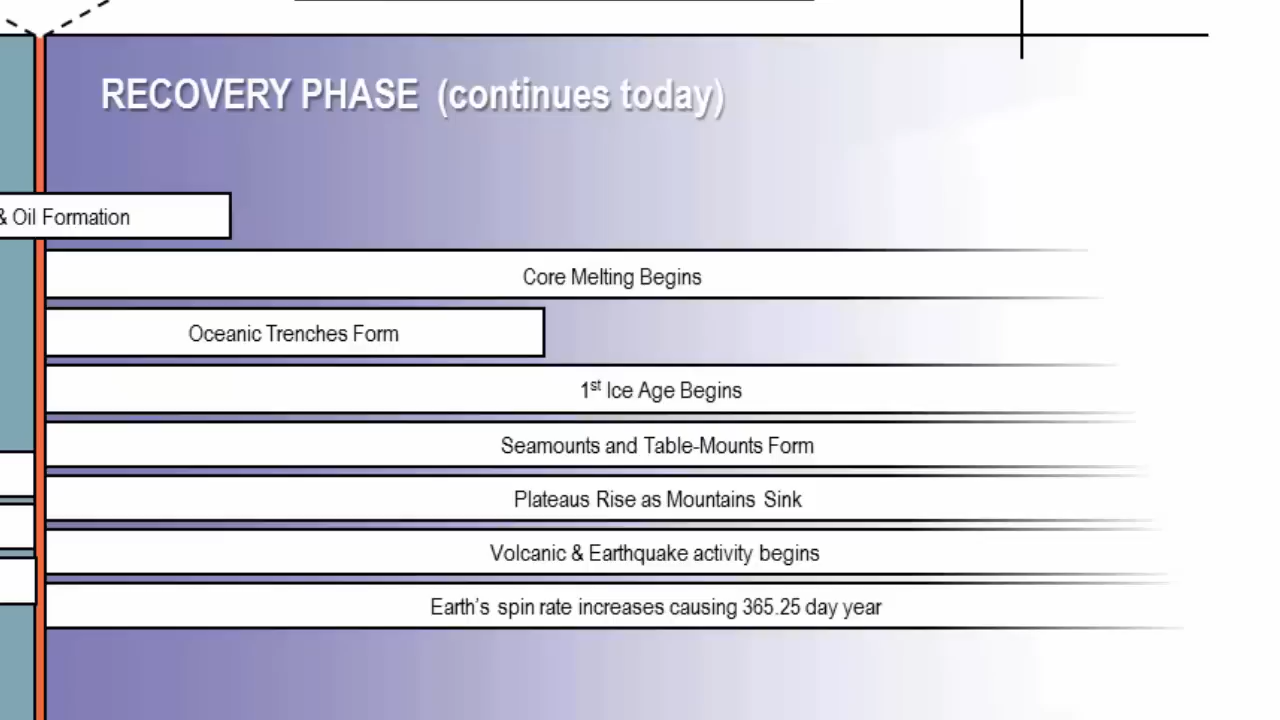 RECOVERY PHASE (continues today)
& Oil Formation
Core Melting Begins
Oceanic Trenches Form
1st Ice Age Begins
Seamounts and Table-Mounts Form
Plateaus Rise as Mountains Sink
Volcanic & Earthquake activity begins
Earth's spin rate increases causing 365.25 day year